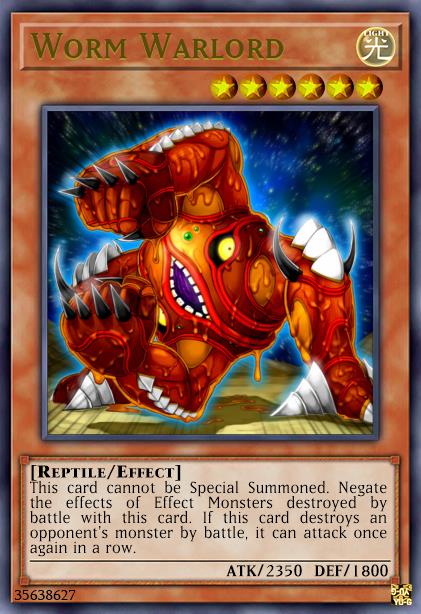 WORM WARLORD
LIGHT
光
[REPTILE/EFFECT]
This card cannot be Special Summoned. Negate
the effects of Effect Monsters destroyed by
battle with this card. If this card destroys an
opponent's monster by battle, it can attack once
again in a row.
ATK/2350 DEF/1800
35638627